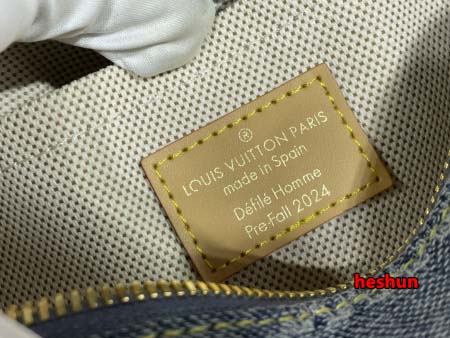 LOUIS VUITTON PARIS
made in Spain
Défilé Homme
Pre-Fall 2024
heshun